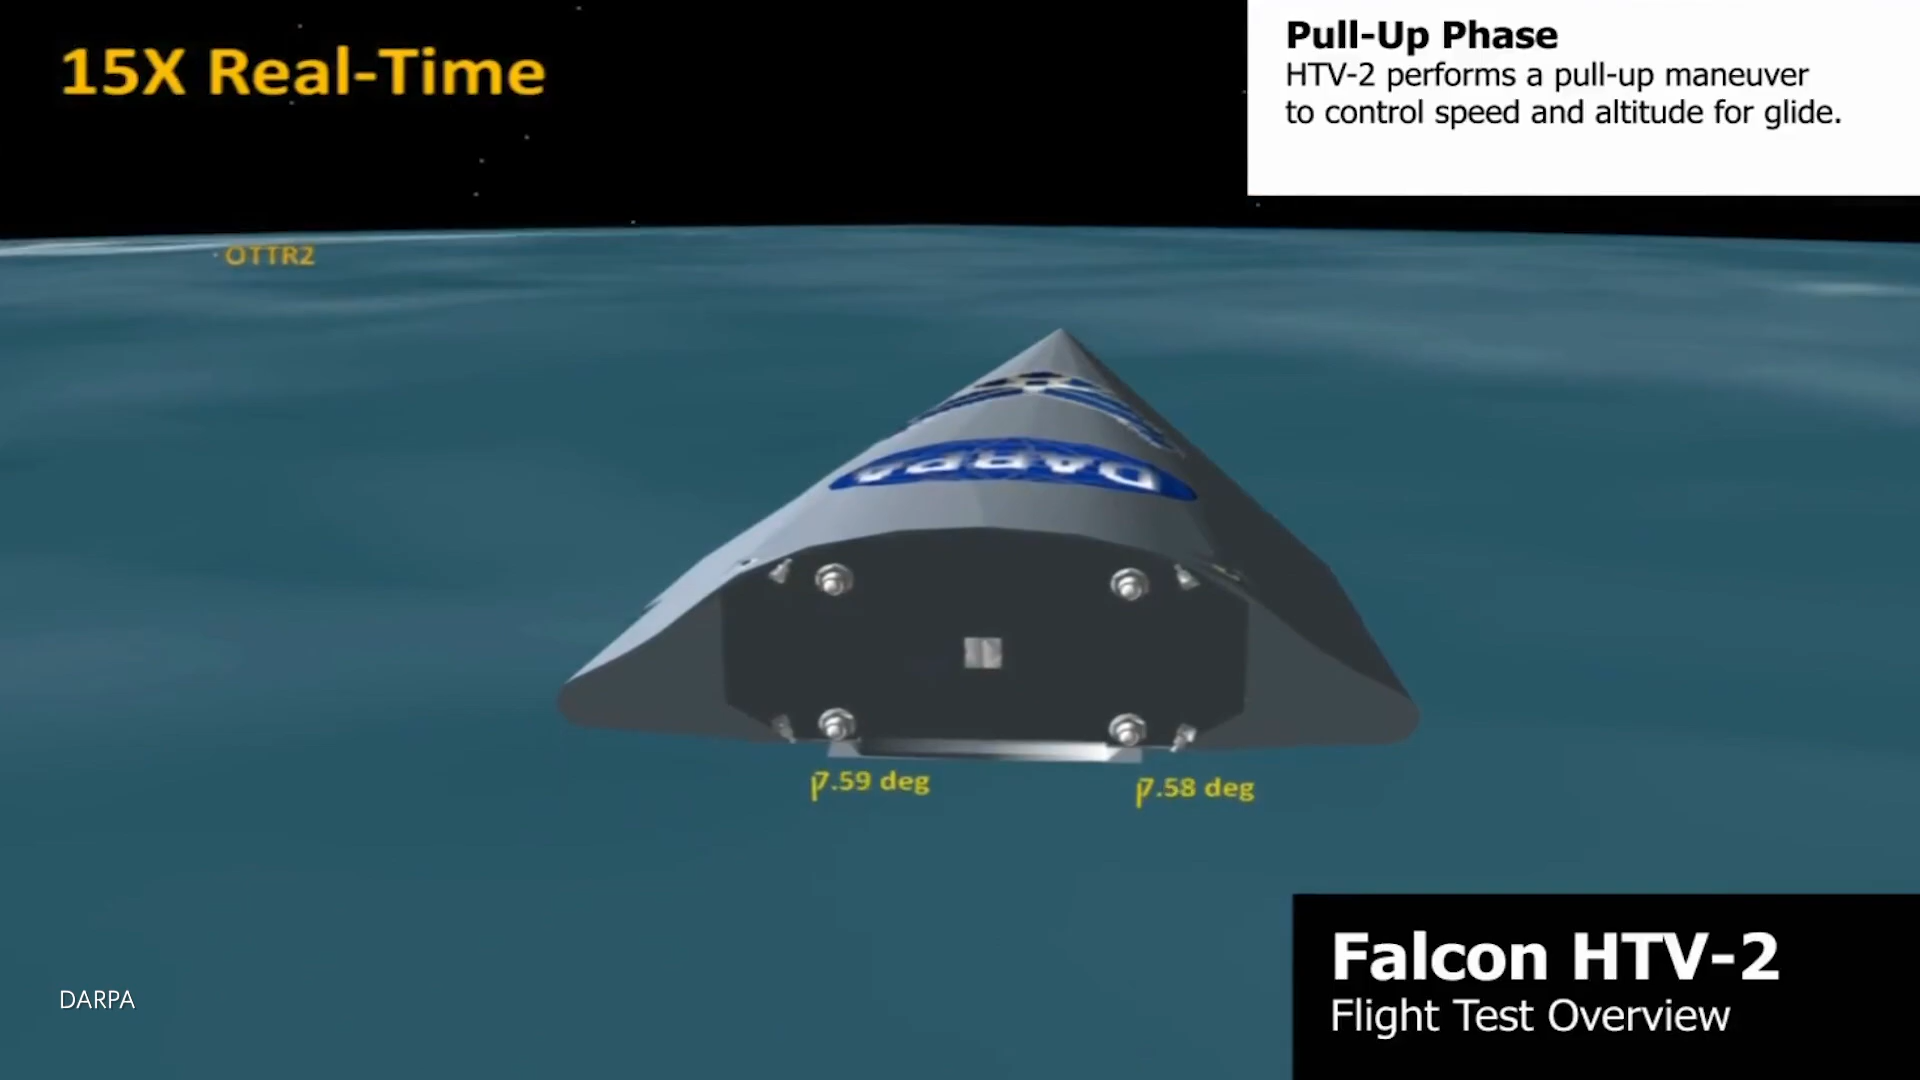 15X Real-Time
Pull-Up Phase
HTV-2 performs a pull-up maneuver
to control speed and altitude for glide.
OTTR2
DARPA
7.59 deg
7.58 deg
Falcon HTV-2
Flight Test Overview
DARPA